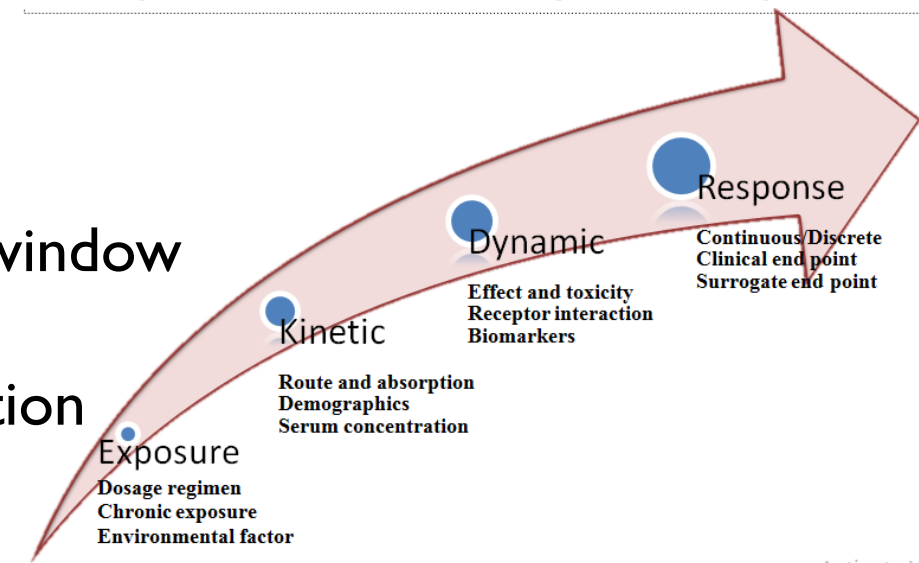 window
Exposure
Dosage regimen
Chronic exposure
Environmental factor
Kinetic
Route and absorption
Demographics
Serum concentration
Dynamic
Effect and toxicity
Receptor interaction
Biomarkers
Response
Continuous/Discrete
Clinical end point
Surrogate end point